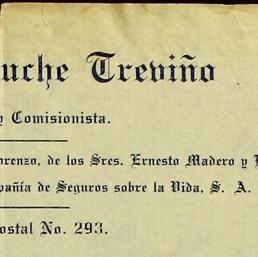 uche Treviño
y Comisionista.
orenzo, de los Sres. Ernesto Madero y
pañía de Seguros sobre la Vida, S. A.
ostal No. 293.